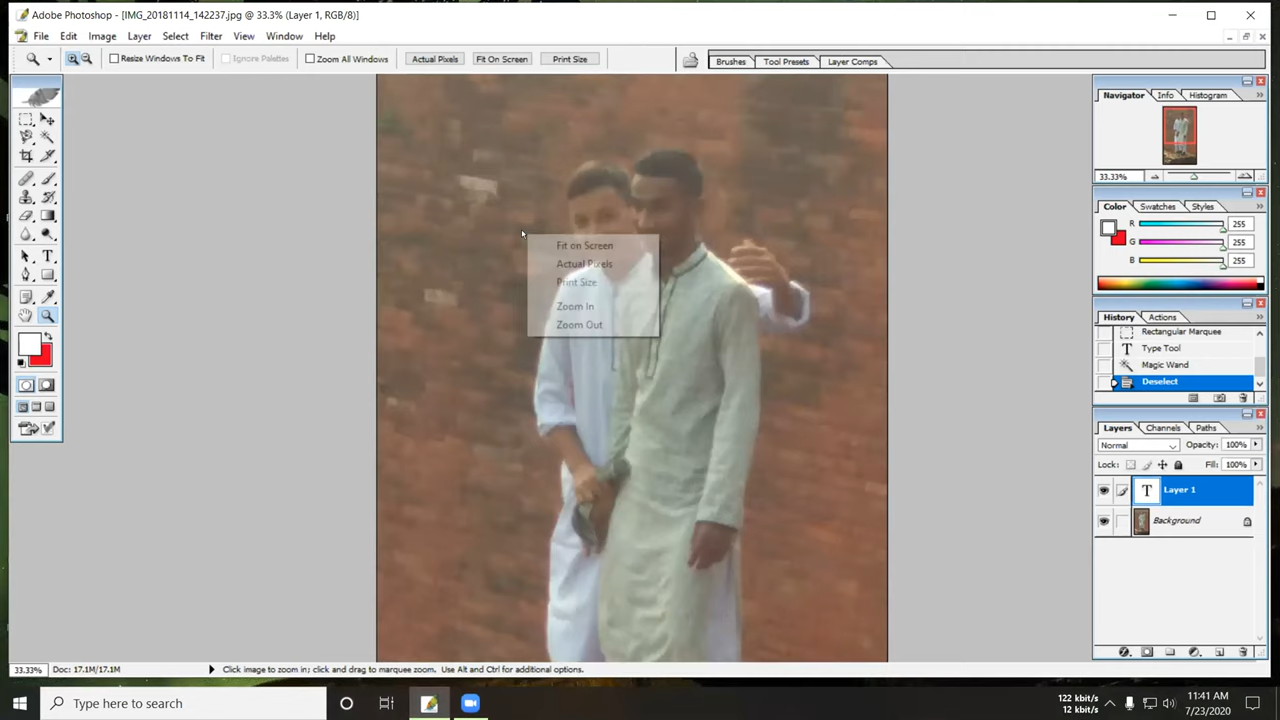 Adobe Photoshop - [IMG_20181114_142237.jpg @ 33.3% (Layer 1, RGB/8)]
File Edit Image Layer Select Filter View Window Help
Resize Windows To Fit Ignore Palettes Zoom All Windows Actual Pixels Fit On Screen Print Size Brushes Tool Presets Layer Comps
Navigator Info Histogram
33.33%
Color Swatches Styles
R 255
G 255
B 255
Fit on Screen
Actual Pixels
Print Size
Zoom In
Zoom Out
History Actions
Rectangular Marquee
T Type Tool
Magic Wand
Deselect
Layers Channels Paths
Normal Opacity: 100%
Lock: Fill: 100%
T Layer 1
Background
33.33% Doc: 17.1M/17.1M Click image to zoom in; click and drag to marquee zoom. Use Alt and Ctrl for additional options.
Type here to search
122 kbit/s
12 kbit/s
11:41 AM
7/23/2020